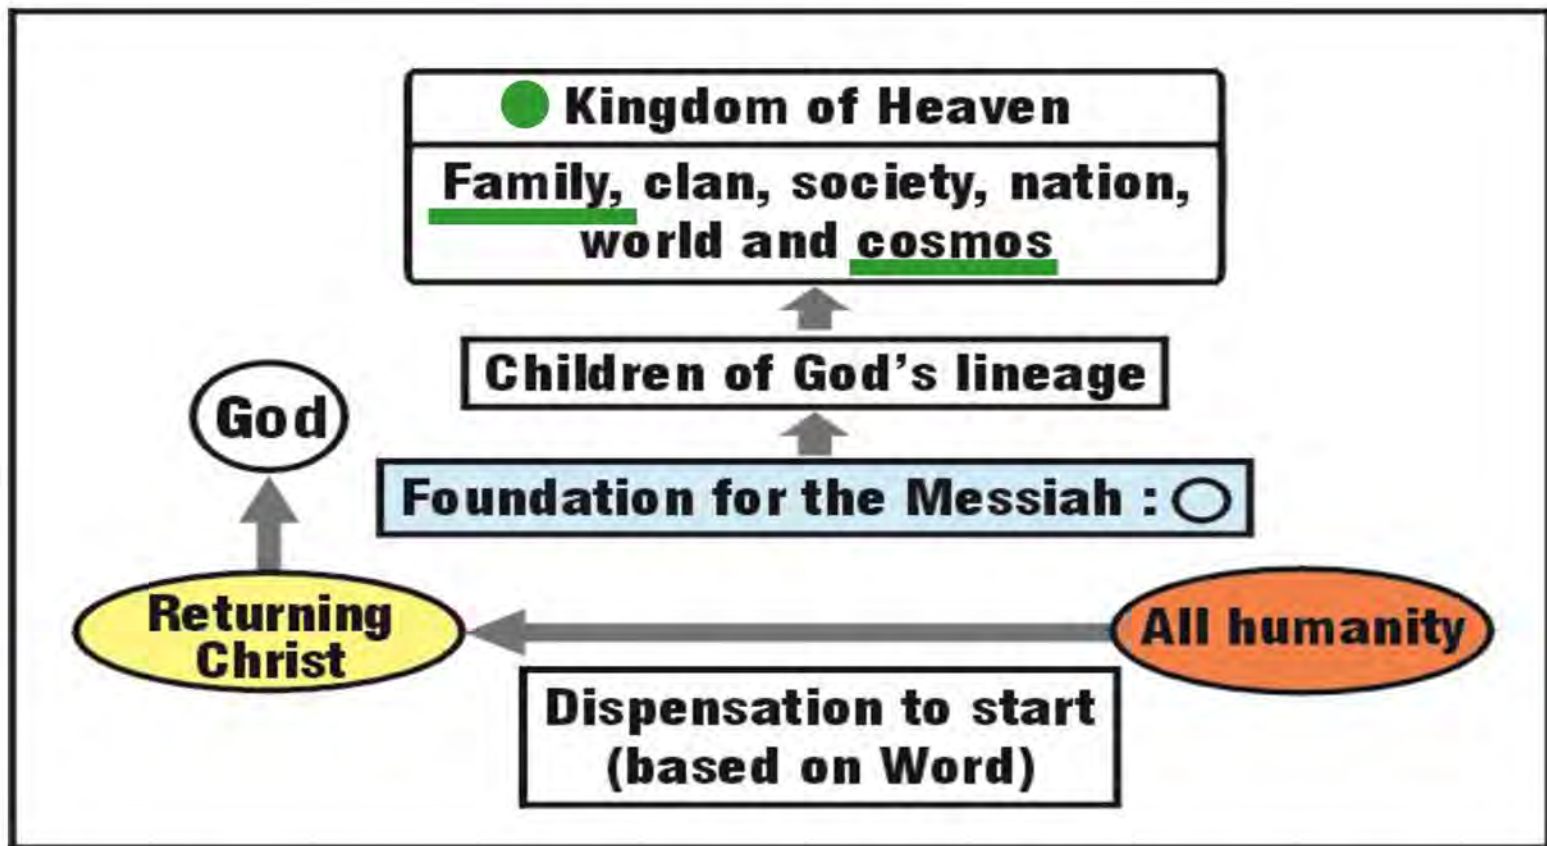 Kingdom of Heaven
Family, clan, society, nation,
world and cosmos
Children of God's lineage
God
Foundation for the Messiah :
Returning
Christ
All humanity
Dispensation to start
(based on Word)